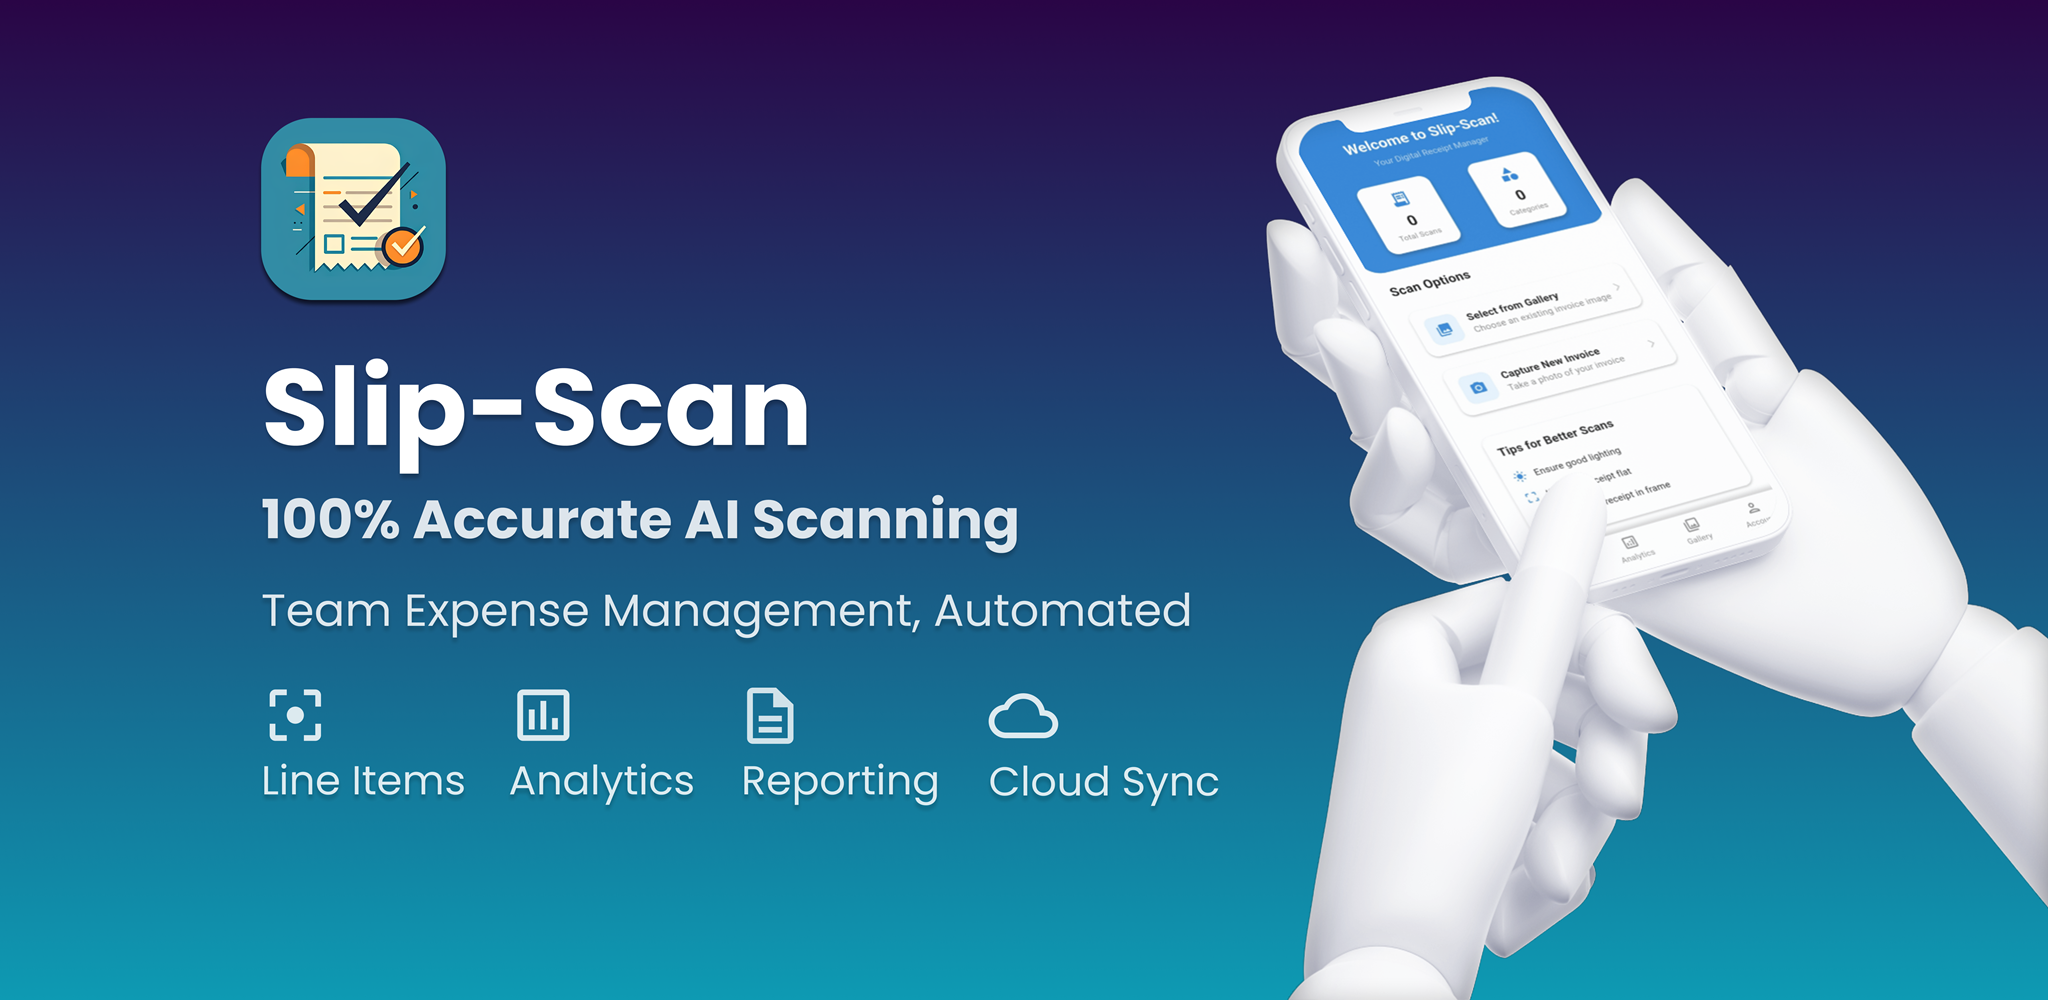 Slip-Scan
100% Accurate AI Scanning
Team Expense Management, Automated
Line Items
Analytics
Reporting
Cloud Sync
Welcome to Slip-Scan!
Your Digital Receipt Manager
0
Total Scans
0
Categories
Scan Options
Select from Gallery
Choose an existing invoice image
Capture New Invoice
Take a photo of your invoice
Tips for Better Scans
Ensure good lighting
flat
receipt in frame
Analytics
Gallery